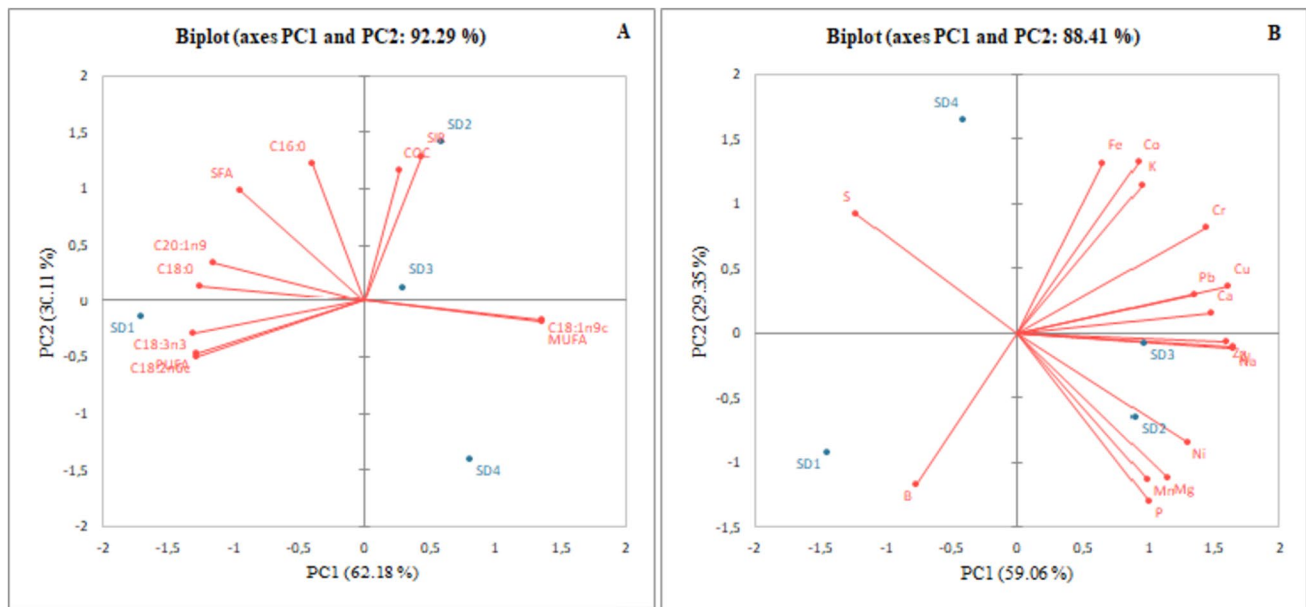 Biplot (axes PC1 and PC2: 92.29 %)
A
2
1,5
1
0,5
0
-0,5
-1
-1,5
-2
PC2 (30.11 %)
C16:0
SFA
C20:1n9
C18:0
SD1
C18:3n3
PUFA
SD2
SD3
C18:1n9c
MUFA
SD4
-2
-1,5
-1
-0,5
0
0,5
1
1,5
2
PC1 (62.18 %)
Biplot (axes PC1 and PC2: 88.41 %)
B
2
1,5
1
0,5
0
-0,5
-1
-1,5
PC2 (29.35 %)
SD4
Fe
Co
K
S
Cr
Cu
Pb
Ca
SD3
Na
SD2
SD1
Ni
B
Mn
Mg
P
-2
-1,5
-1
-0,5
0
0,5
1
1,5
2
PC1 (59.06 %)